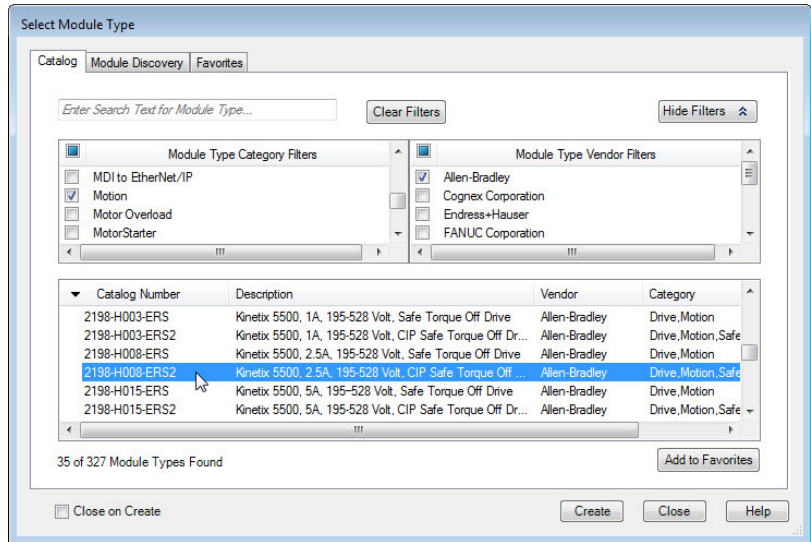 Select Module Type
Catalog Module Discovery Favorites
Enter Search Text for Module Type... Clear Filters Hide Filters
Module Type Category Filters Module Type Vendor Filters
MDI to EtherNet/IP Allen-Bradley
Motion Cognex Corporation
Motor Overload Endress+Hauser
MotorStarter FANUC Corporation
Catalog Number Description Vendor Category
2198-H003-ERS Kinetix 5500, 1A, 195-528 Volt, Safe Torque Off Drive Allen-Bradley Drive,Motion
2198-H003-ERS2 Kinetix 5500, 1A, 195-528 Volt, CIP Safe Torque Off Dr... Allen-Bradley Drive,Motion,Safe
2198-H008-ERS Kinetix 5500, 2.5A, 195-528 Volt, Safe Torque Off Drive Allen-Bradley Drive,Motion
2198-H008-ERS2 Kinetix 5500, 2.5A, 195-528 Volt, CIP Safe Torque Off ... Allen-Bradley Drive,Motion,Safe
2198-H015-ERS Kinetix 5500, 5A, 195-528 Volt, Safe Torque Off Drive Allen-Bradley Drive,Motion
2198-H015-ERS2 Kinetix 5500, 5A, 195-528 Volt, CIP Safe Torque Off Dr... Allen-Bradley Drive,Motion,Safe
35 of 327 Module Types Found Add to Favorites
Close on Create Create Close Help